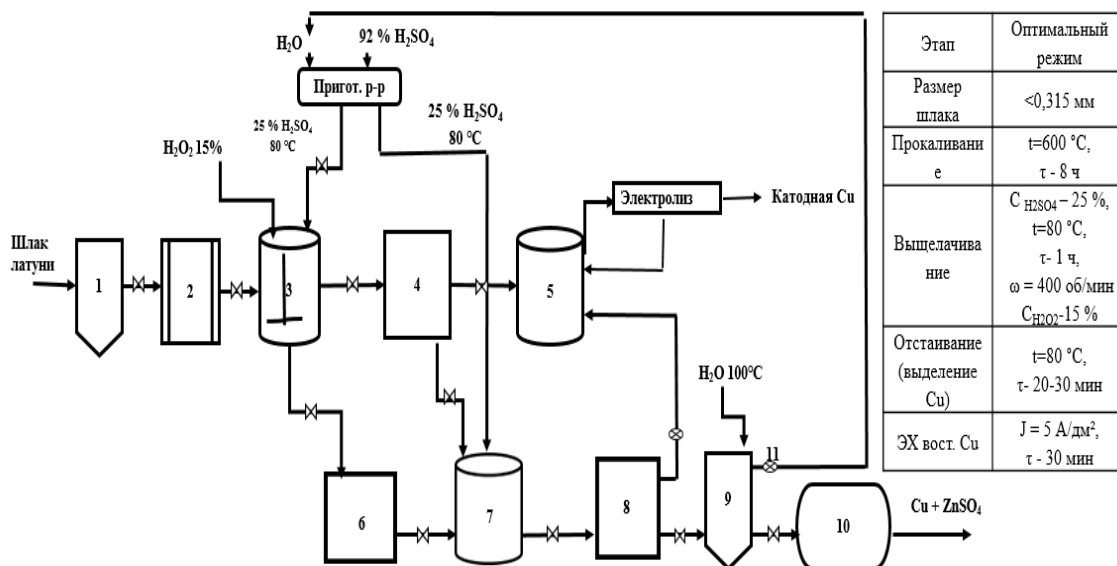 H₂O
92 % H₂SO₄
Пригот. р-р
25 % H₂SO₄
80 °C
25 % H₂SO₄
80 °C
H₂O₂ 15%
Электролиз
Катодная Cu
Шлак
латуни
1
2
3
4
5
H₂O 100°C
11
6
7
8
9
10
Cu + ZnSO₄
Этап
Оптимальный
режим
Размер
шлака
<0,315 мм
Прокаливани
е
t=600 °C,
τ - 8 ч
Выщелачива
ние
C H2SO4 – 25 %,
t=80 °C,
τ- 1 ч,
ω = 400 об/мин
CH2O2-15 %
Отстаивание
(выделение
Cu)
t=80 °C,
τ- 20-30 мин
ЭХ вост. Cu
J = 5 А/дм²,
τ - 30 мин